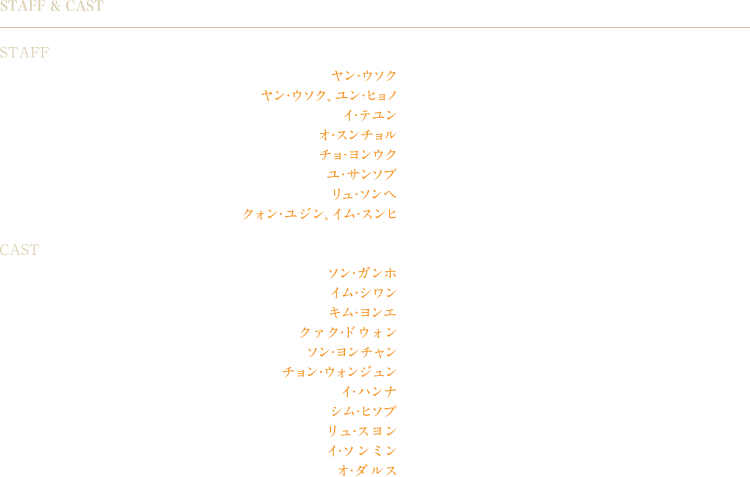 STAFF & CAST
STAFF
ヤン・ウソク
ヤン・ウソク、ユン・ヒョノ
イ・テユン
オ・スンチョル
チョ・ヨンウク
ユ・サンソプ
リュ・ソンヘ
クォン・ユジン、イム・スンヒ
CAST
ソン・ガンホ
イム・シワン
キム・ヨンエ
クァク・ドウォン
ソン・ヨンチャン
チョン・ウォンジュン
イ・ハンナ
シム・ヒソプ
リュ・スヨン
イ・ソンミン
オ・ダルス